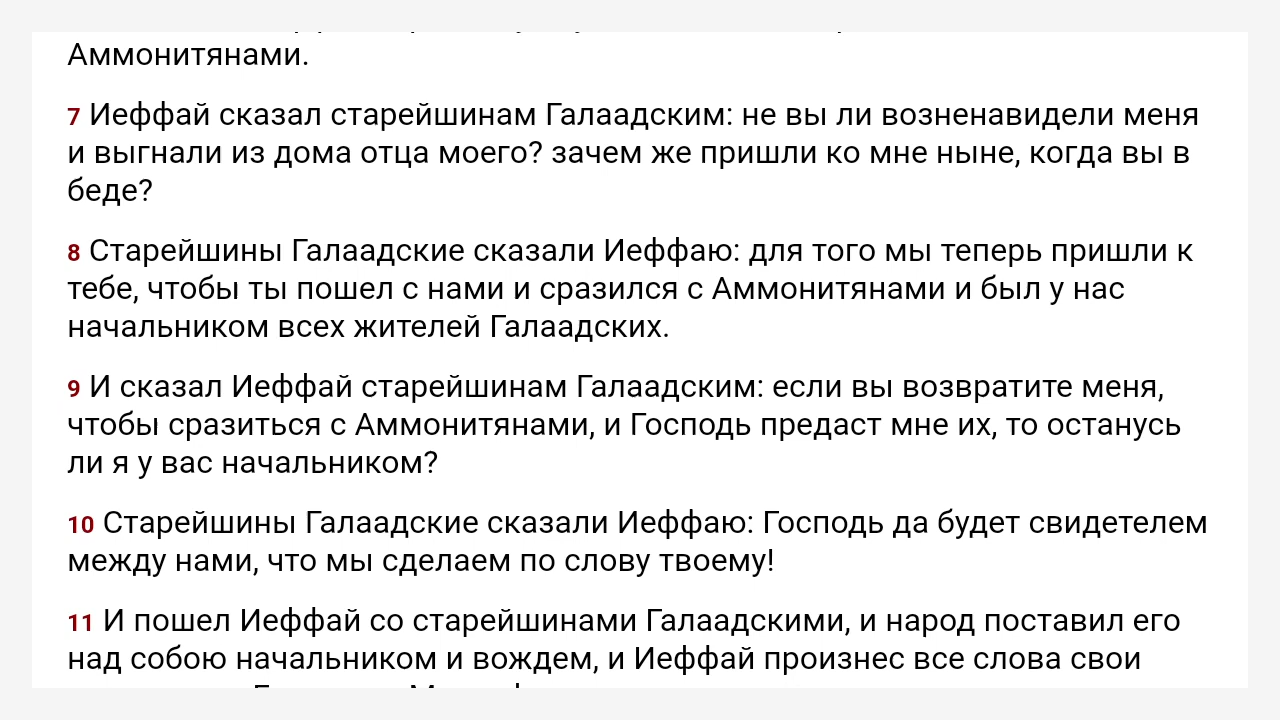 Аммонитянами.
7 Иеффай сказал старейшинам Галаадским: не вы ли возненавидели меня
и выгнали из дома отца моего? зачем же пришли ко мне ныне, когда вы в
беде?
8 Старейшины Галаадские сказали Иеффаю: для того мы теперь пришли к
тебе, чтобы ты пошел с нами и сразился с Аммонитянами и был у нас
начальником всех жителей Галаадских.
9 И сказал Иеффай старейшинам Галаадским: если вы возвратите меня,
чтобы сразиться с Аммонитянами, и Господь предаст мне их, то останусь
ли я у вас начальником?
10 Старейшины Галаадские сказали Иеффаю: Господь да будет свидетелем
между нами, что мы сделаем по слову твоему!
11 И пошел Иеффай со старейшинами Галаадскими, и народ поставил его
над собою начальником и вождем, и Иеффай произнес все слова свои